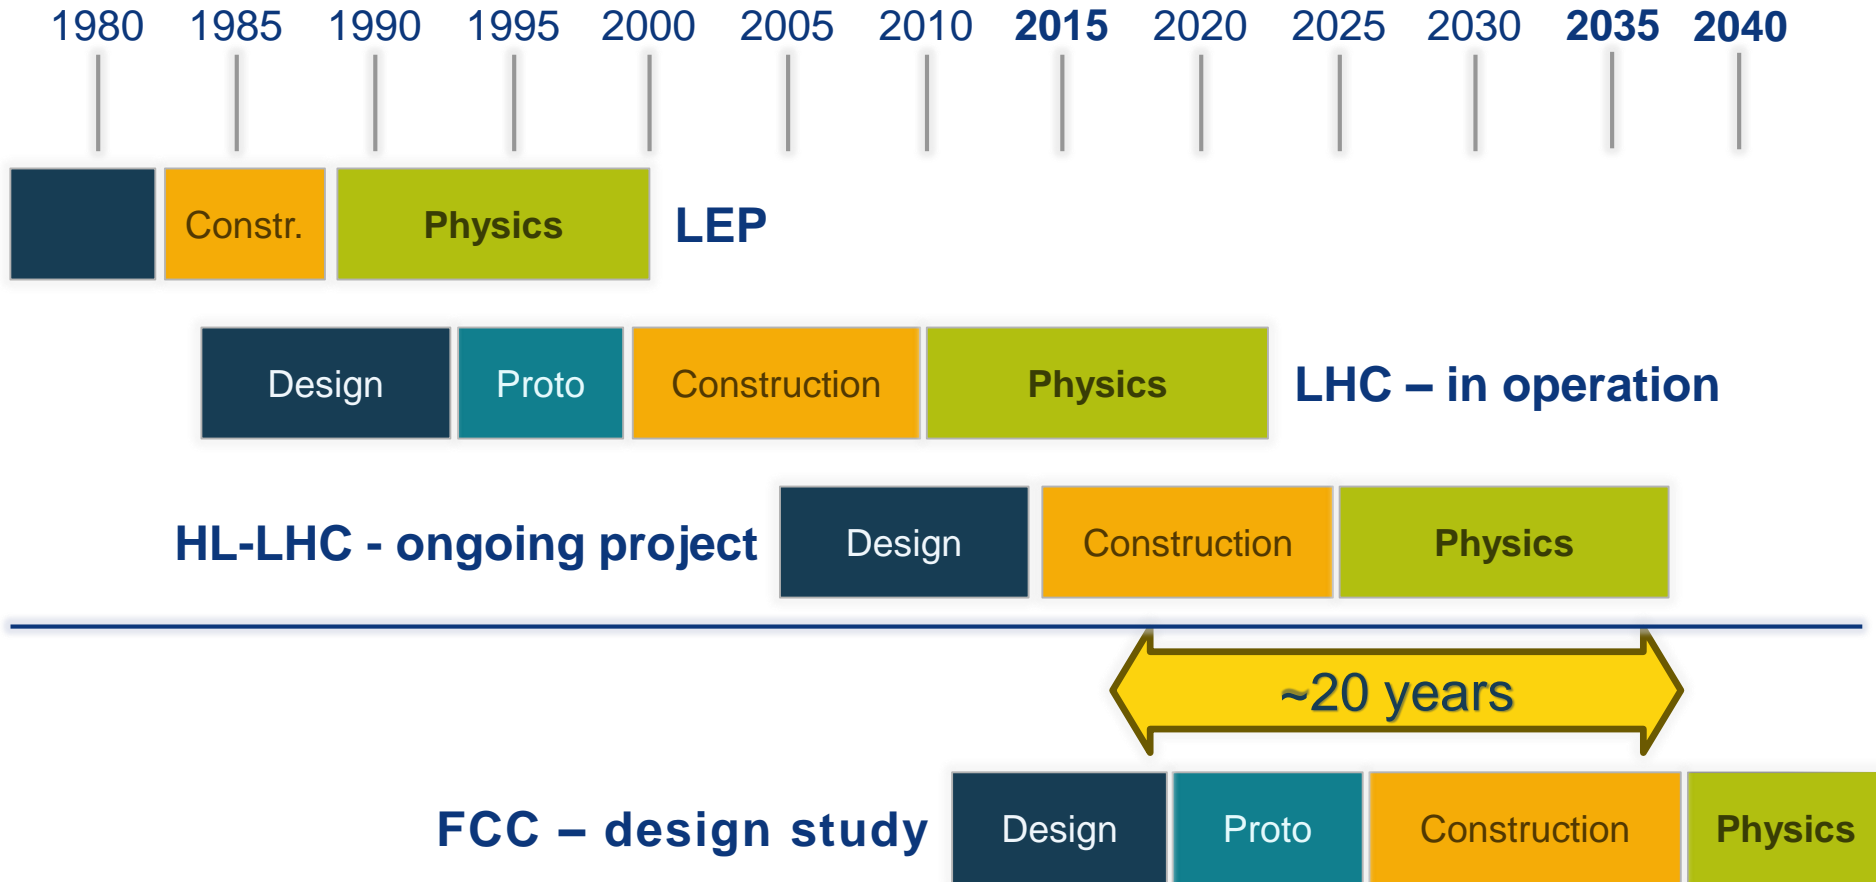 1980 1985 1990 1995 2000 2005 2010 2015 2020 2025 2030 2035 2040
Constr. Physics LEP
Design Proto Construction Physics LHC – in operation
HL-LHC - ongoing project Design Construction Physics
~20 years
FCC – design study Design Proto Construction Physics